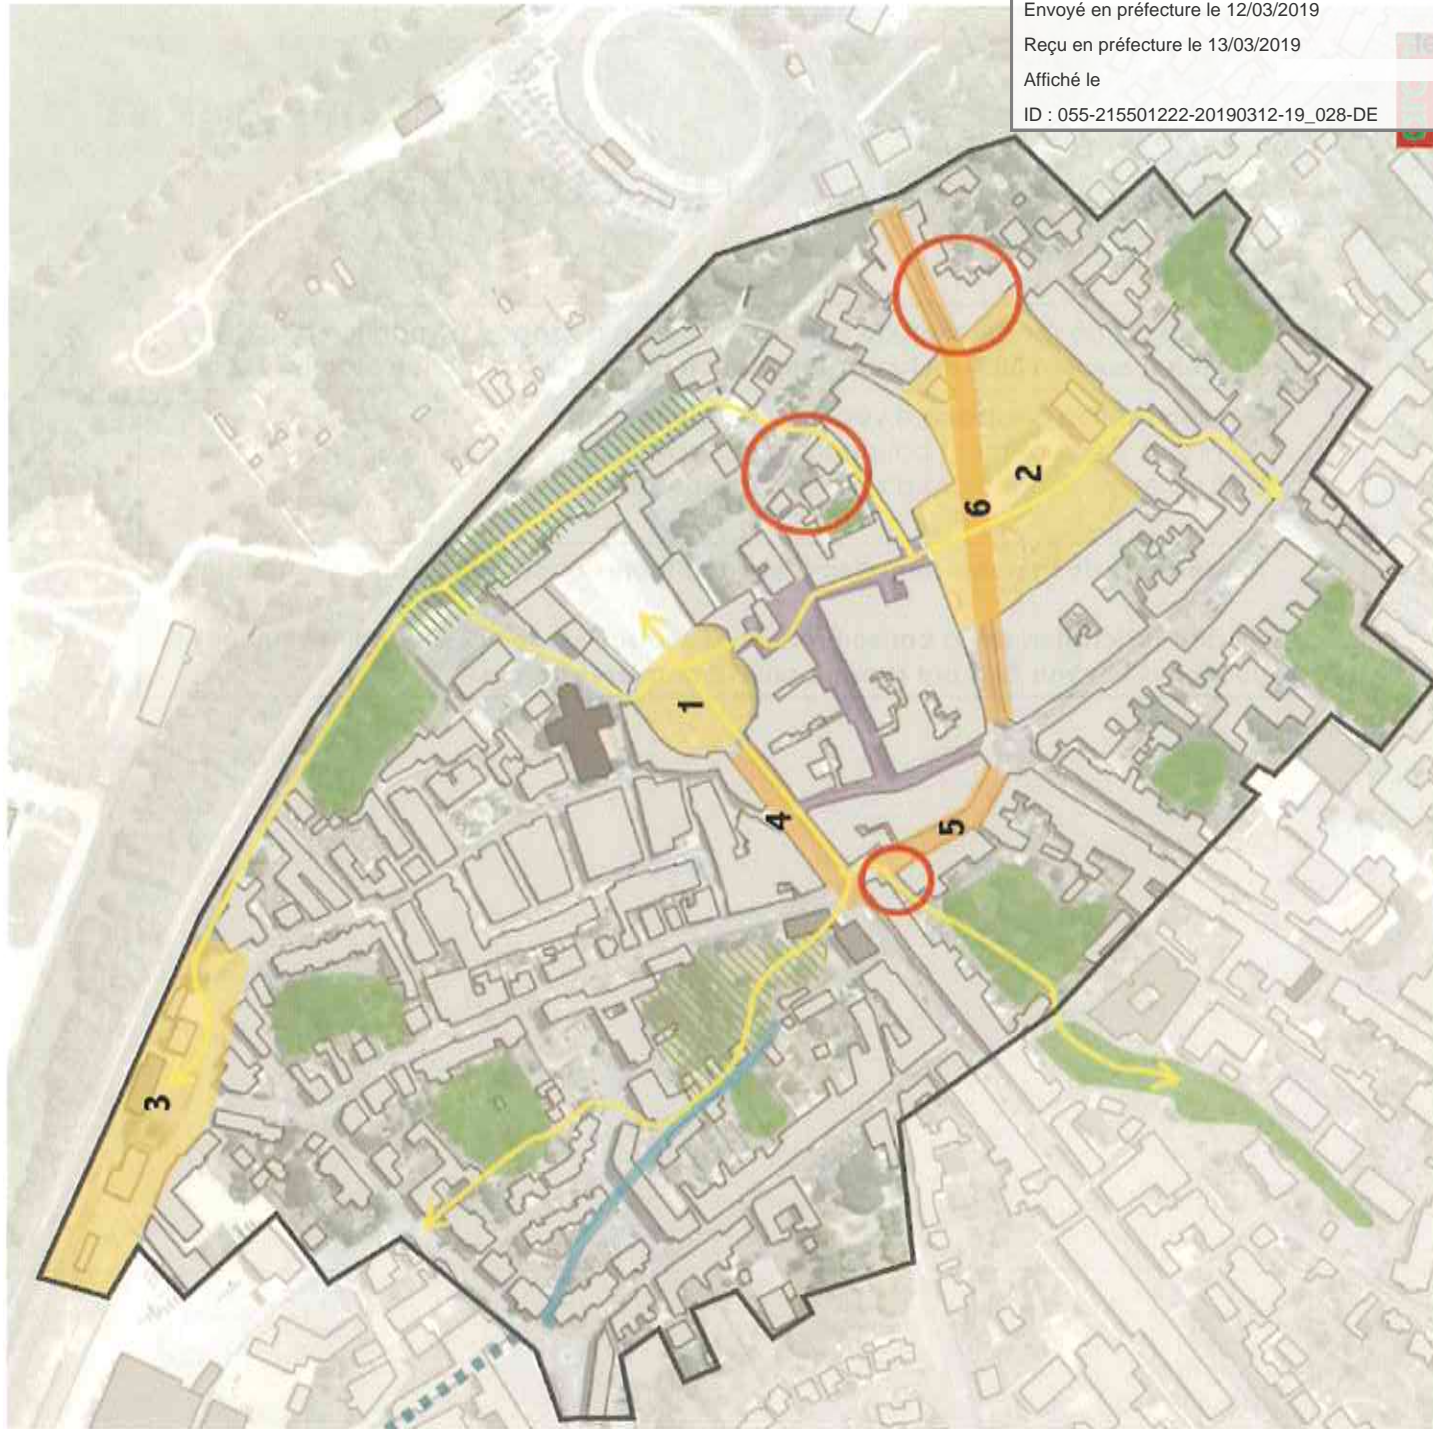 Envoyé en préfecture le 12/03/2019
Reçu en préfecture le 13/03/2019
Affiché le
ID : 055-215501222-20190312-19_028-DE
1
2
3
4
5
6